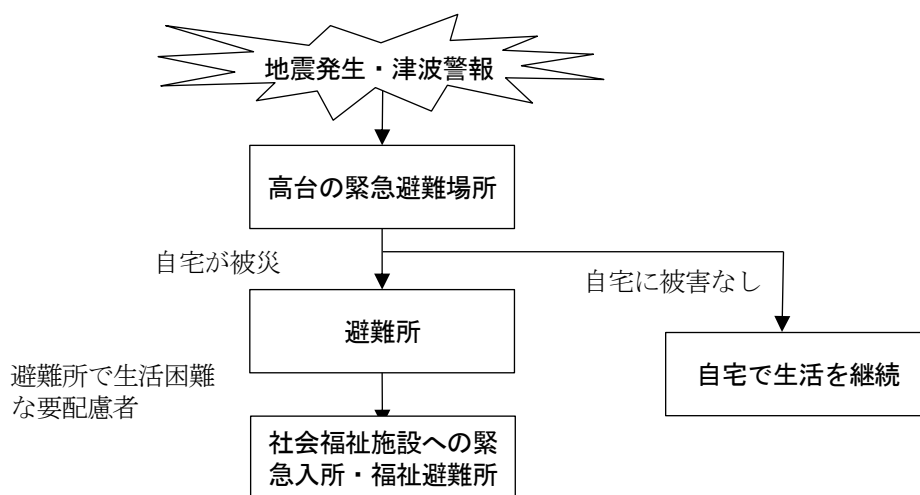 地震発生・津波警報
高台の緊急避難場所
自宅が被災
自宅に被害なし
避難所
自宅で生活を継続
避難所で生活困難
な要配慮者
社会福祉施設への緊
急入所・福祉避難所